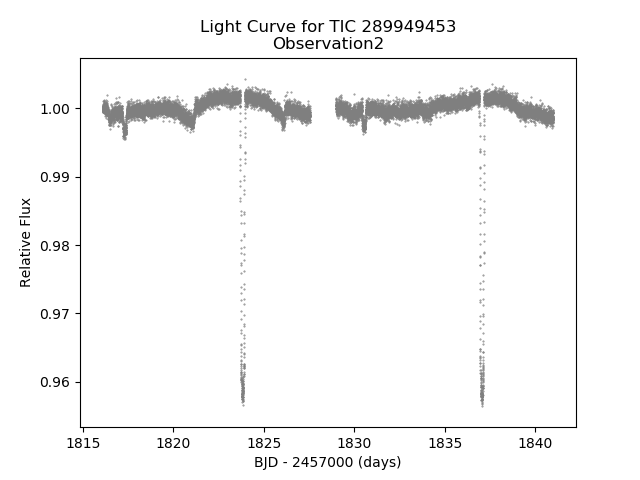 Light Curve for TIC 289949453
Observation2
1.00
0.99
0.98
0.97
0.96
Relative Flux
1815
1820
1825
1830
1835
1840
BJD - 2457000 (days)